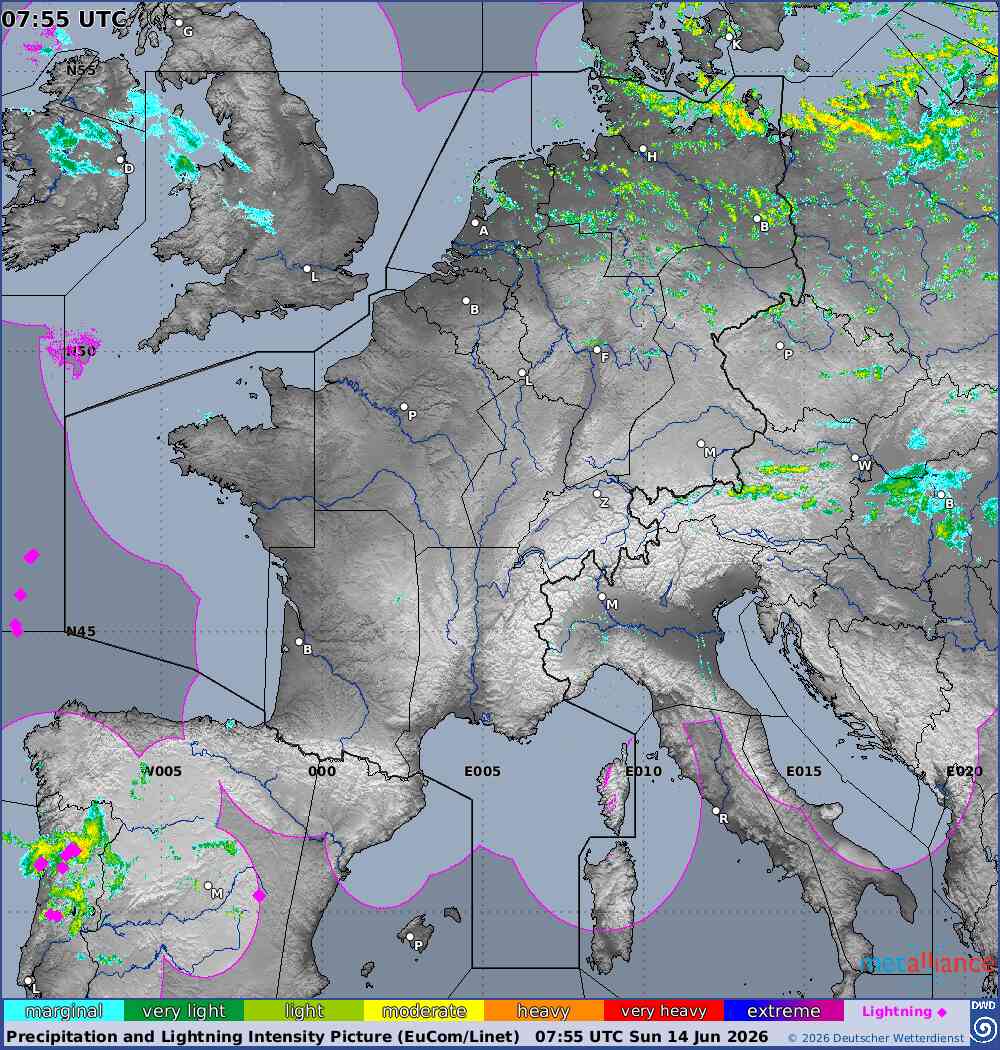 07:55 UTC
G
K
N55
H
D
A
B
L
B
N50
F
P
L
P
M
W
Z
B
M
N45
B
W005
000
E005
E010
E015
E020
R
M
P
L
metalliance
marginal very light light moderate heavy very heavy extreme Lightning
DWD
Precipitation and Lightning Intensity Picture (EuCom/Linet) 07:55 UTC Sun 14 Jun 2026 © 2026 Deutscher Wetterdienst